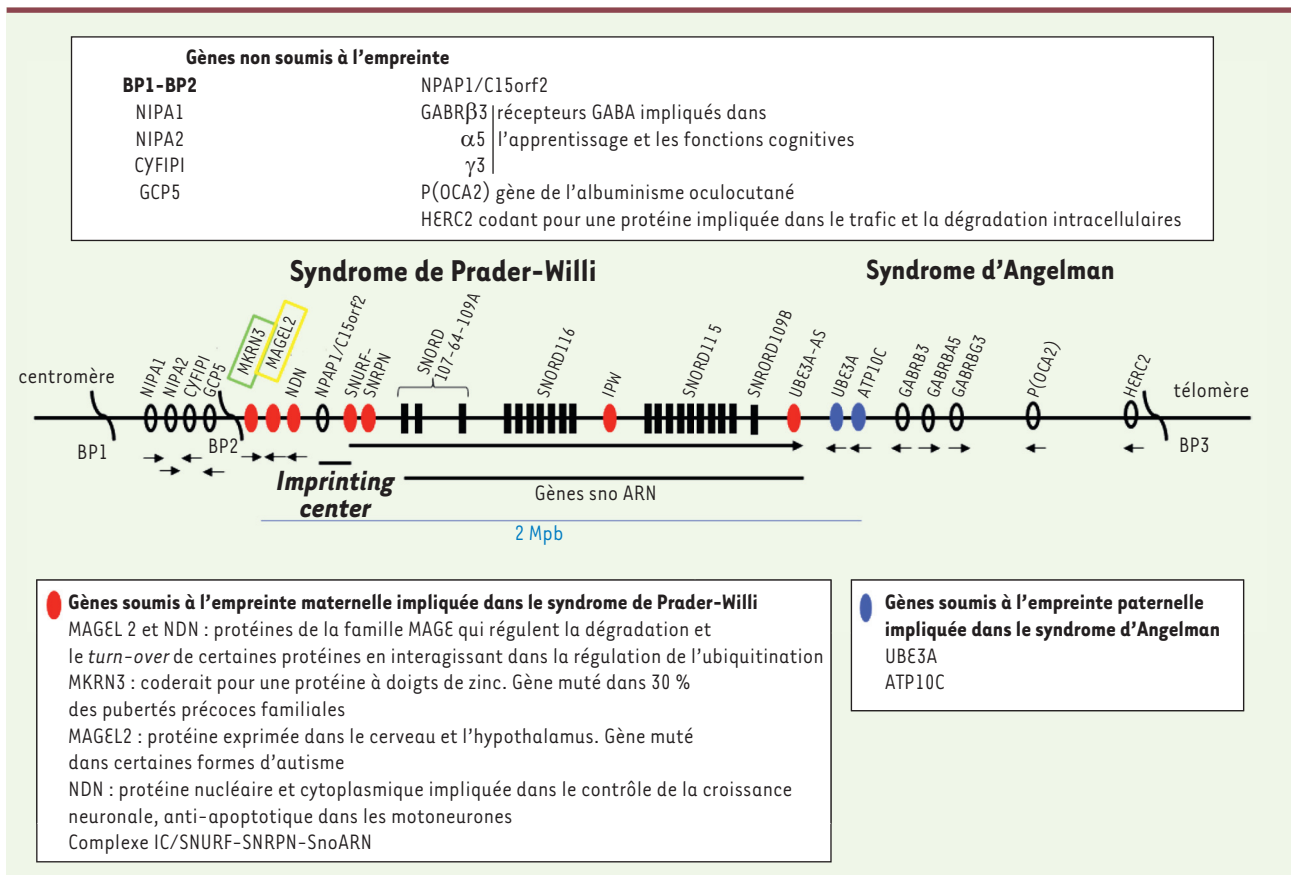 Gènes non soumis à l'empreinte
BP1-BP2
NIPA1
NIPA2
CYFIPI
GCP5
NPAP1/C15orf2
GABRβ3 récepteurs GABA impliqués dans
α5 l'apprentissage et les fonctions cognitives
γ3
P(OCA2) gène de l'albuminisme oculocutané
HERC2 codant pour une protéine impliquée dans le trafic et la dégradation intracellulaires
Syndrome de Prader-Willi
Syndrome d'Angelman
centromère
BP1
NIPA1
NIPA2
CYFIPI
GCP5
BP2
MKRN3
MAGEL2
NDN
NPAP1/C15orf2
SNURF-
SNRPN
SNORD
107-64-109A
SNORD116
IPW
SNORD115
SNRORD109B
UBE3A-AS
UBE3A
ATP10C
GABRB3
GABRBA5
GABRBG3
P(OCA2)
HERC2
télomère
BP3
Imprinting
center
Gènes sno ARN
2 Mpb
Gènes soumis à l'empreinte maternelle impliquée dans le syndrome de Prader-Willi
MAGEL 2 et NDN : protéines de la famille MAGE qui régulent la dégradation et
le turn-over de certaines protéines en interagissant dans la régulation de l'ubiquitination
MKRN3 : coderait pour une protéine à doigts de zinc. Gène muté dans 30 %
des pubertés précoces familiales
MAGEL2 : protéine exprimée dans le cerveau et l'hypothalamus. Gène muté
dans certaines formes d'autisme
NDN : protéine nucléaire et cytoplasmique impliquée dans le contrôle de la croissance
neuronale, anti-apoptotique dans les motoneurones
Complexe IC/SNURF-SNRPN-SnoARN
Gènes soumis à l'empreinte paternelle
impliquée dans le syndrome d'Angelman
UBE3A
ATP10C